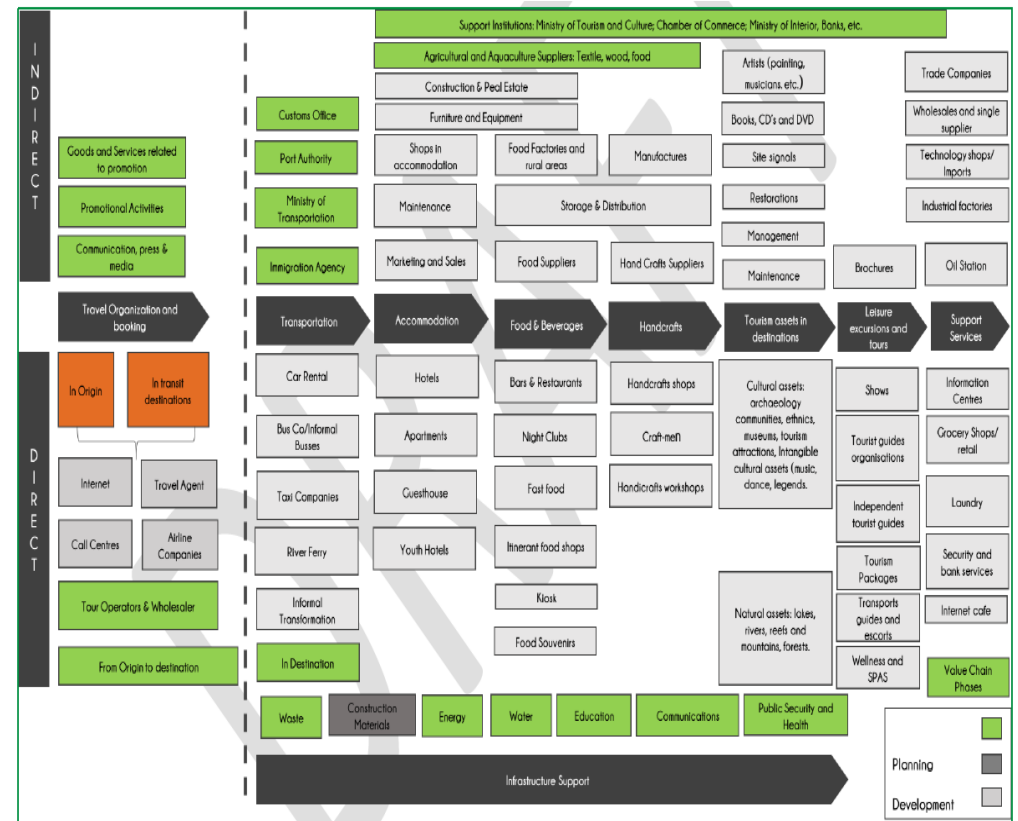 Support Institutions: Ministry of Tourism and Culture; Chamber of Commerce; Ministry of Interior, Banks, etc.
Agricultural and Aquaculture Suppliers: Textile, wood, food
Construction & Peal Estate
Furniture and Equipment
INDIRECT
Goods and Services related
to promotion
Promotional Activities
Communication, press &
media
Customs Office
Port Authority
Ministry of
Transportation
Immigration Agency
Shops in
accommodation
Maintenance
Marketing and Sales
Food Factories and
rural areas
Manufactures
Storage & Distribution
Food Suppliers
Hand Crafts Suppliers
Artists (painting,
musicians. etc.)
Books, CD's and DVD
Site signals
Restorations
Management
Maintenance
Brochures
Trade Companies
Wholesales and single
supplier
Technology shops/
Imports
Industrial factories
Oil Station
Travel Organization and
booking
Transportation
Accommodation
Food & Beverages
Handcrafts
Tourism assets in
destinations
Leisure
excursions and
tours
Support
Services
DIRECT
In Origin
In transit
destinations
Internet
Travel Agent
Call Centres
Airline
Companies
Tour Operators & Wholesaler
From Origin to destination
Car Rental
Bus Co/Informal
Busses
Taxi Companies
River Ferry
Informal
Transformation
In Destination
Hotels
Apartments
Guesthouse
Youth Hotels
Bars & Restaurants
Night Clubs
Fast food
Itinerant food shops
Kiosk
Food Souvenirs
Handcrafts shops
Craft-men
Handicrafts workshops
Cultural assets:
archaeology
communities, ethnics,
museums, tourism
attractions, Intangible
cultural assets (music,
dance, legends.
Natural assets: lakes,
rivers, reefs and
mountains, forests.
Shows
Tourist guides
organisations
Independent
tourist guides
Tourism
Packages
Transports
guides and
escorts
Wellness and
SPAS
Information
Centres
Grocery Shops/
retail
Laundry
Security and
bank services
Internet cafe
Value Chain
Phases
Waste
Construction
Materials
Energy
Water
Education
Communications
Public Security and
Health
Infrastructure Support
Planning
Development